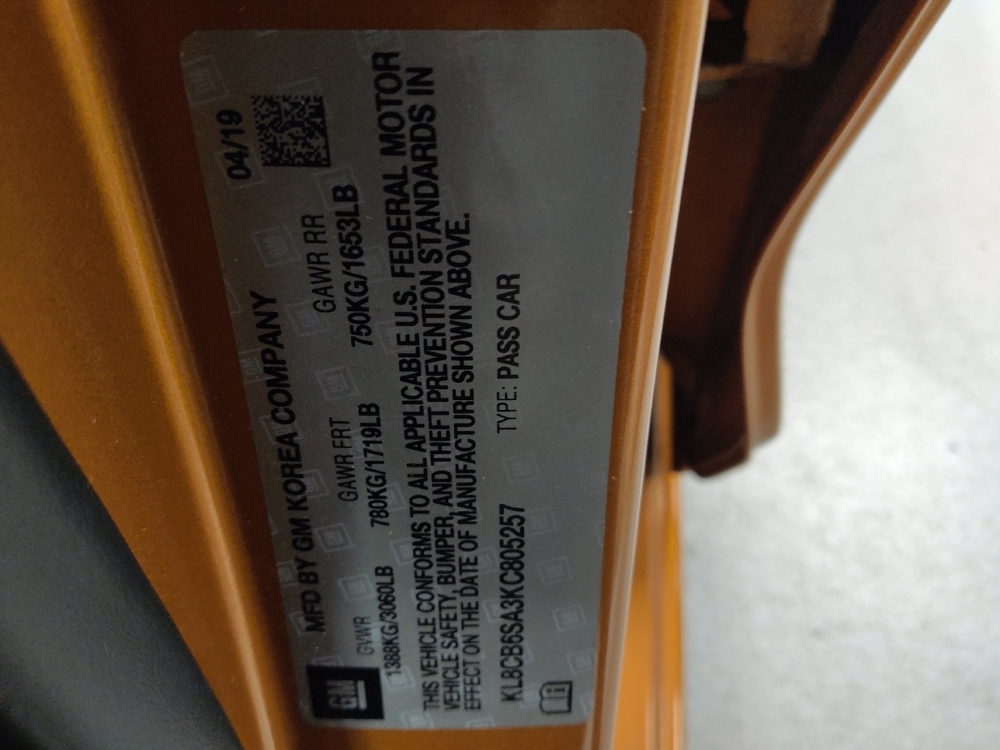 GM
MFD BY GM KOREA COMPANY 04/19
GVWR GAWR FRT GAWR RR
1388KG/3060LB 780KG/1719LB 750KG/1653LB
THIS VEHICLE CONFORMS TO ALL APPLICABLE U.S. FEDERAL MOTOR
VEHICLE SAFETY, BUMPER, AND THEFT PREVENTION STANDARDS IN
EFFECT ON THE DATE OF MANUFACTURE SHOWN ABOVE.
KL8CB6SA3KC805257 TYPE: PASS CAR